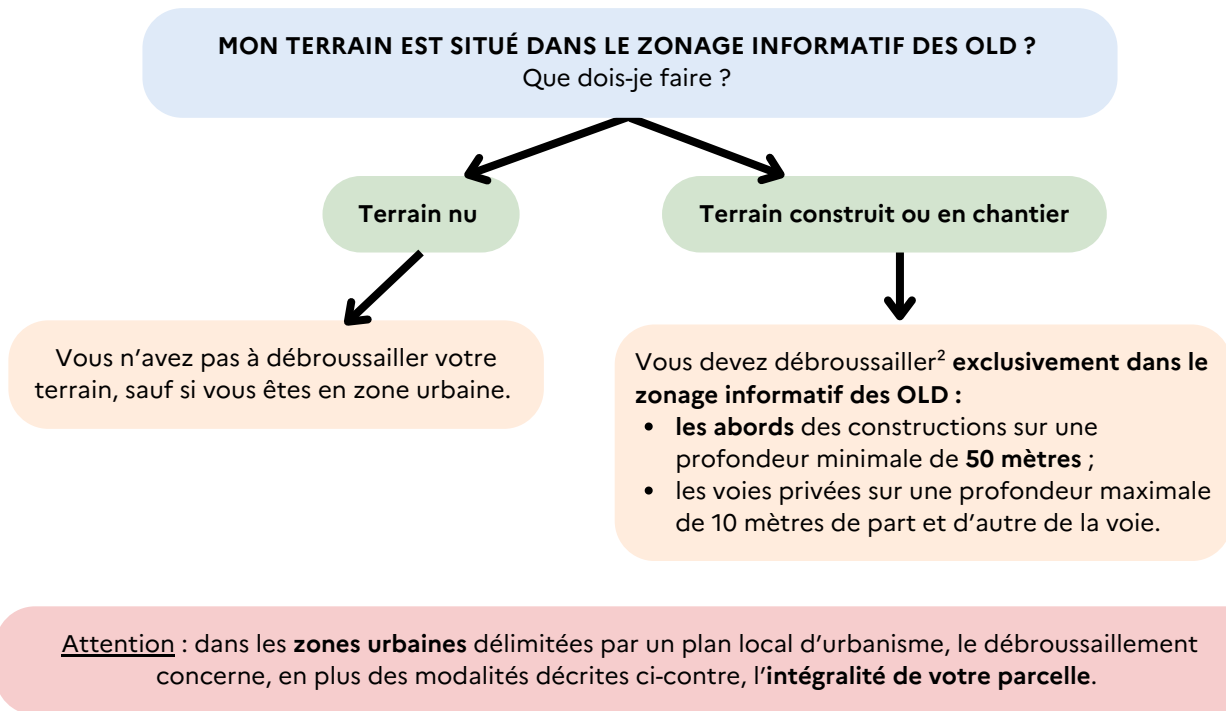 MON TERRAIN EST SITUÉ DANS LE ZONAGE INFORMATIF DES OLD ?
Que dois-je faire ?
Terrain nu
Terrain construit ou en chantier
Vous n’avez pas à débroussailler votre
terrain, sauf si vous êtes en zone urbaine.
Vous devez débroussailler² exclusivement dans le
zonage informatif des OLD :
• les abords des constructions sur une
profondeur minimale de 50 mètres ;
• les voies privées sur une profondeur maximale
de 10 mètres de part et d’autre de la voie.
Attention : dans les zones urbaines délimitées par un plan local d’urbanisme, le débroussaillement
concerne, en plus des modalités décrites ci-contre, l’intégralité de votre parcelle.